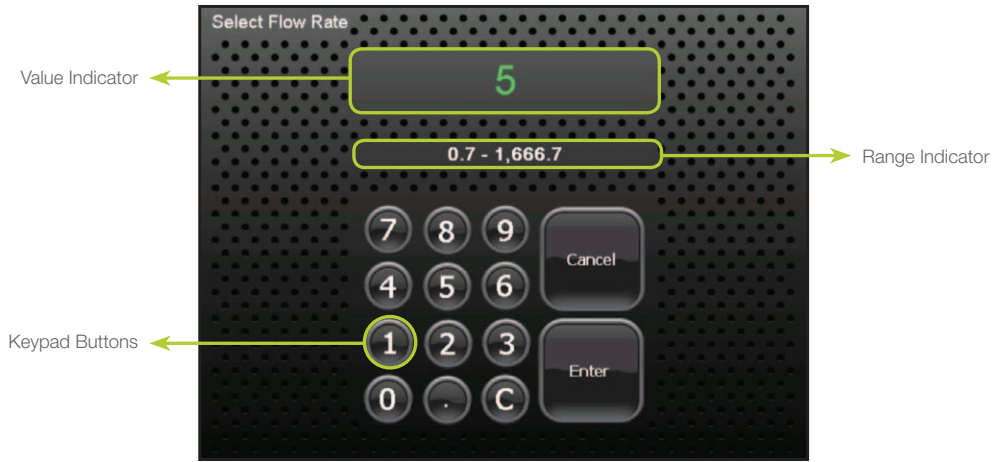 Select Flow Rate
Value Indicator
5
0.7 - 1,666.7
Range Indicator
7 8 9
Cancel
4 5 6
Keypad Buttons
1 2 3
Enter
0 . C